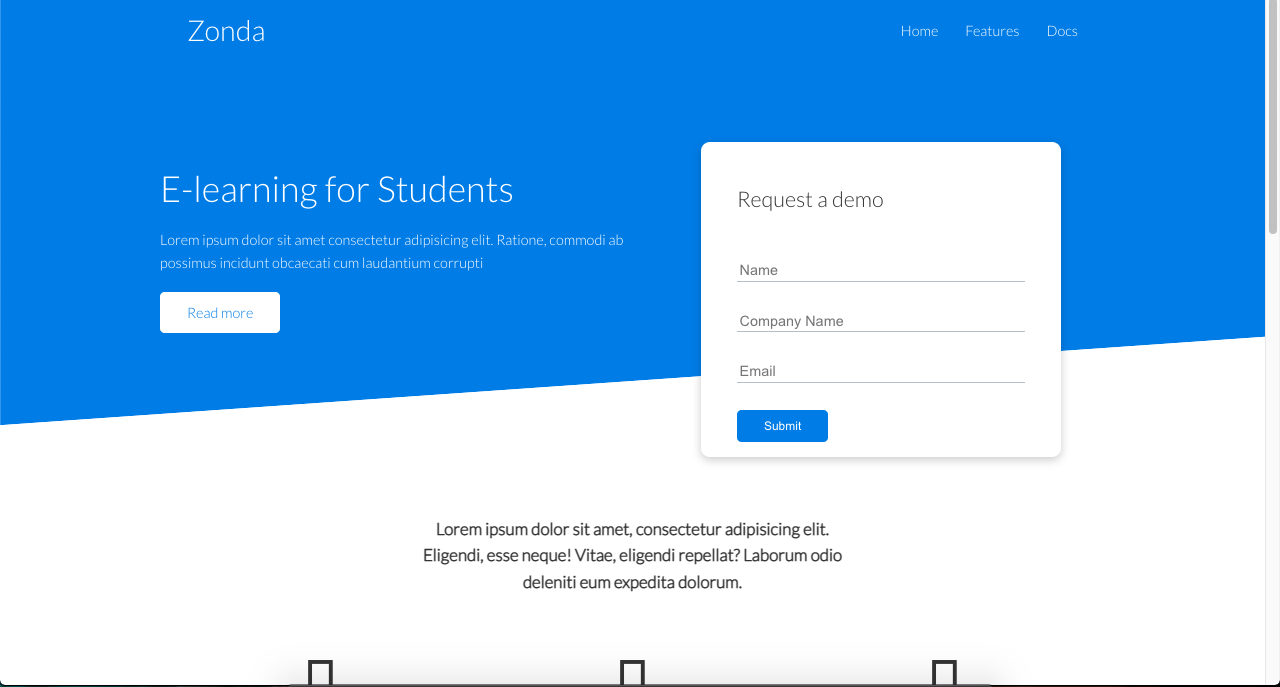 Zonda
Home Features Docs
E-learning for Students
Lorem ipsum dolor sit amet consectetur adipisicing elit. Ratione, commodi ab
possimus incidunt obcaecati cum laudantium corrupti
Read more
Request a demo
Name
Company Name
Email
Submit
Lorem ipsum dolor sit amet, consectetur adipisicing elit.
Eligendi, esse neque! Vitae, eligendi repellat? Laborum odio
deleniti eum expedita dolorum.